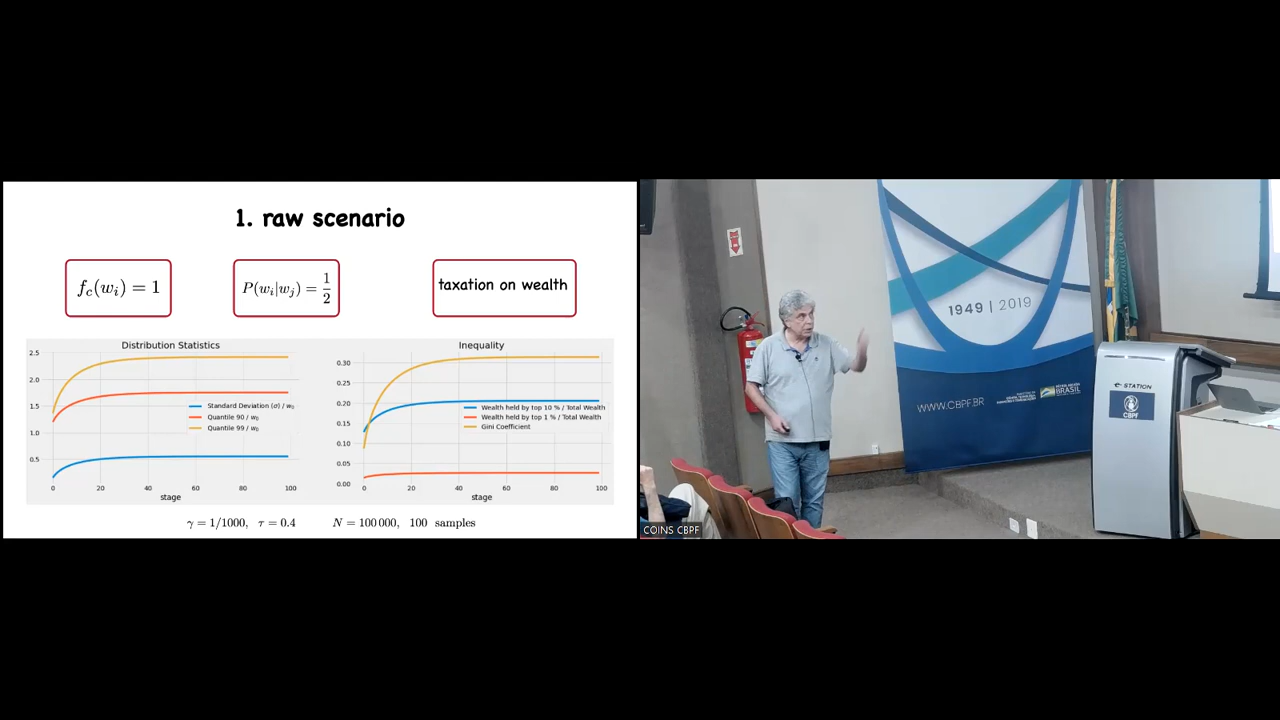 1. raw scenario
f_c(w_i) = 1
P(w_i|w_j) = 1/2
taxation on wealth
Distribution Statistics
2.5
2.0
1.5
1.0
0.5
0 20 40 60 80 100
stage
Standard Deviation (σ) / w₀
Quantile 90 / w₀
Quantile 99 / w₀
Inequality
0.30
0.25
0.20
0.15
0.10
0.05
0.00
0 20 40 60 80 100
stage
Wealth held by top 10 % / Total Wealth
Wealth held by top 1 % / Total Wealth
Gini Coefficient
γ = 1/1000, τ = 0.4 N = 100 000, 100 samples
1949 | 2019
WWW.CBPF.BR
BRASIL
STATION
CBPF
COINS CBPF